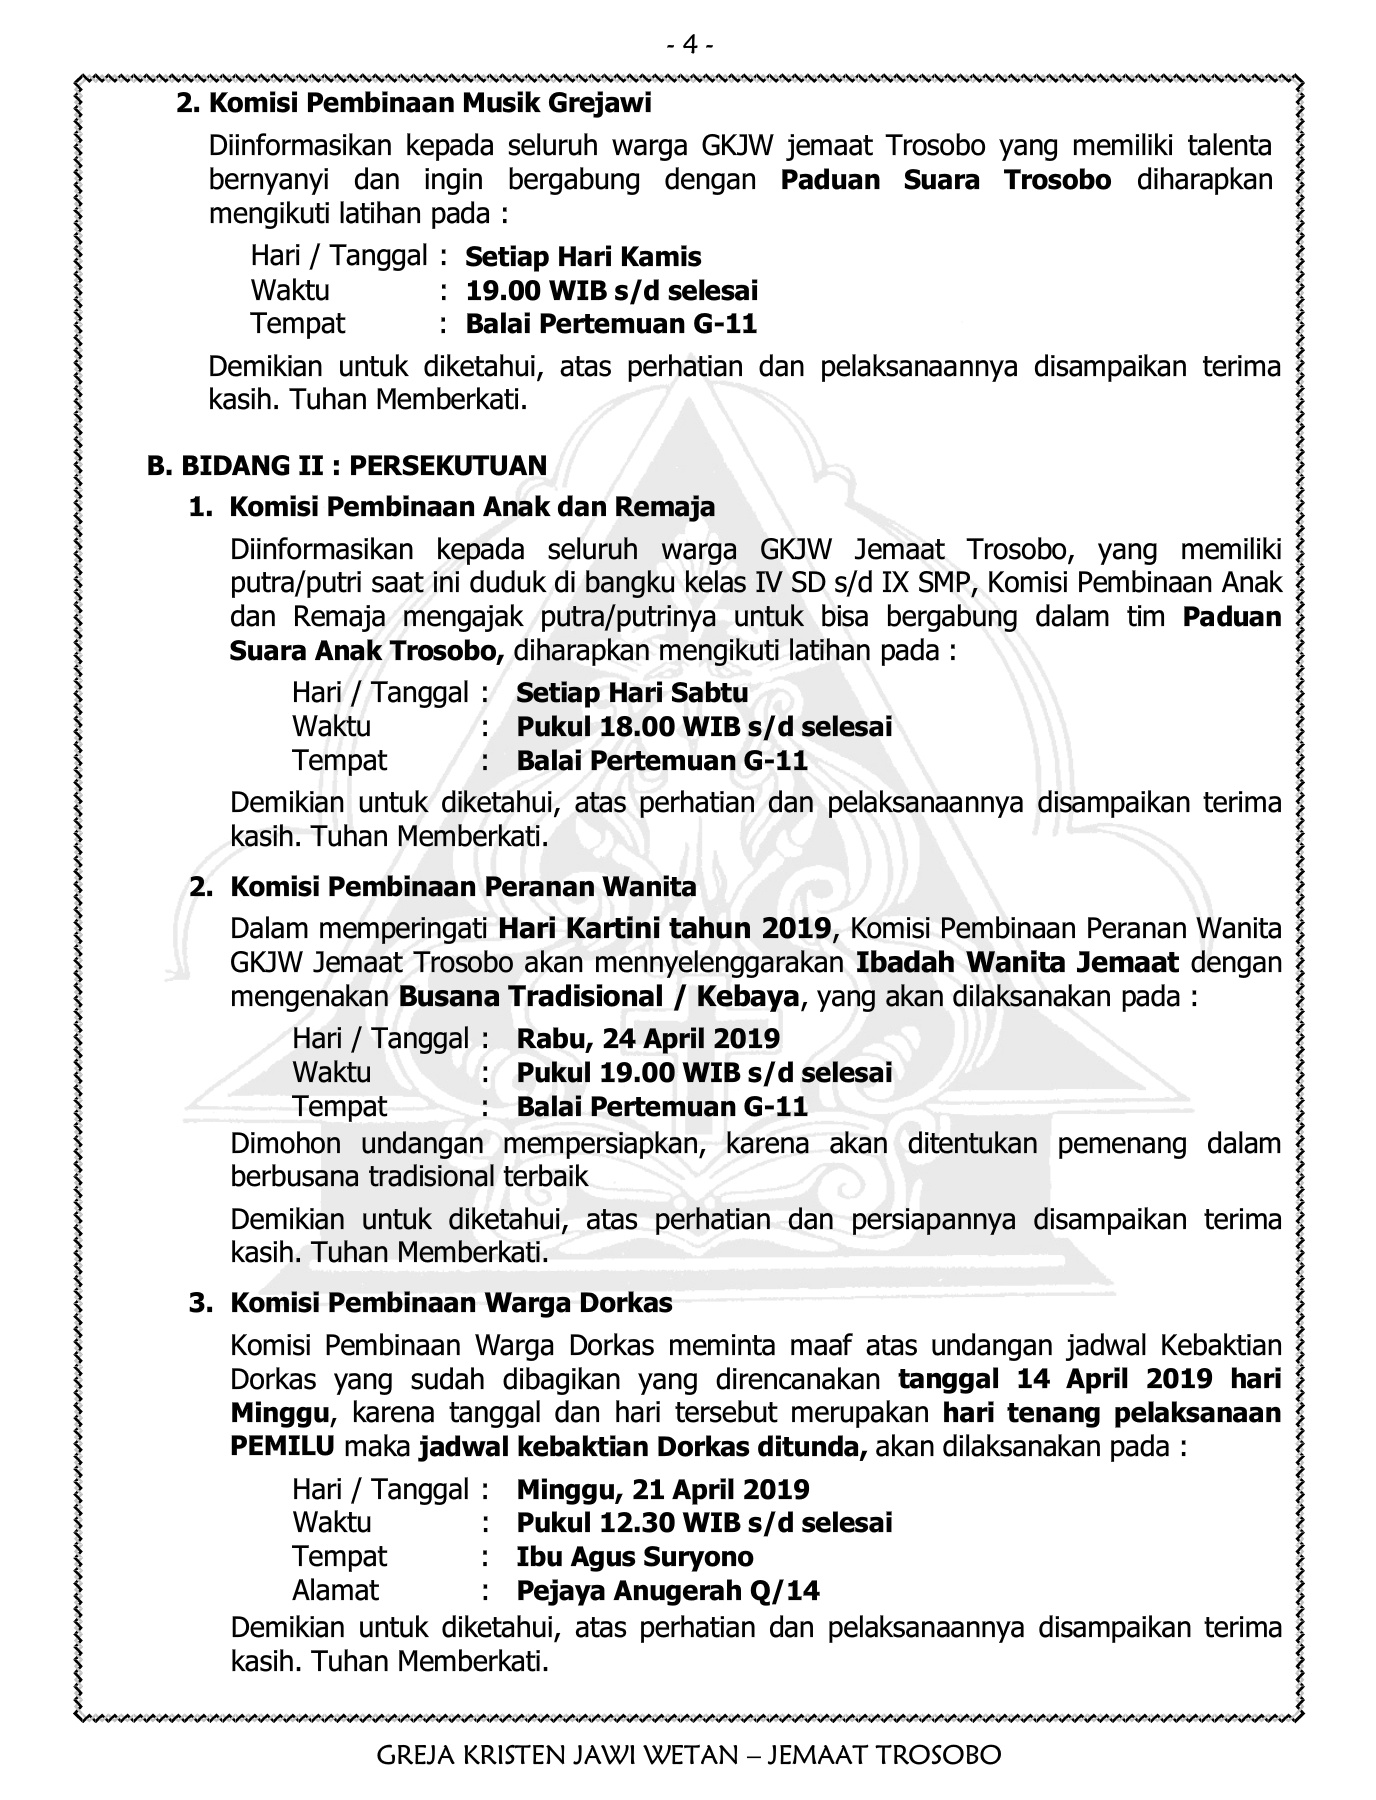 - 4 -
2. Komisi Pembinaan Musik Grejawi
Diinformasikan kepada seluruh warga GKJW jemaat Trosobo yang memiliki talenta
bernyanyi dan ingin bergabung dengan Paduan Suara Trosobo diharapkan
mengikuti latihan pada :
Hari / Tanggal : Setiap Hari Kamis
Waktu : 19.00 WIB s/d selesai
Tempat : Balai Pertemuan G-11
Demikian untuk diketahui, atas perhatian dan pelaksanaannya disampaikan terima
kasih. Tuhan Memberkati.
B. BIDANG II : PERSEKUTUAN
1. Komisi Pembinaan Anak dan Remaja
Diinformasikan kepada seluruh warga GKJW Jemaat Trosobo, yang memiliki
putra/putri saat ini duduk di bangku kelas IV SD s/d IX SMP, Komisi Pembinaan Anak
dan Remaja mengajak putra/putrinya untuk bisa bergabung dalam tim Paduan
Suara Anak Trosobo, diharapkan mengikuti latihan pada :
Hari / Tanggal : Setiap Hari Sabtu
Waktu : Pukul 18.00 WIB s/d selesai
Tempat : Balai Pertemuan G-11
Demikian untuk diketahui, atas perhatian dan pelaksanaannya disampaikan terima
kasih. Tuhan Memberkati.
2. Komisi Pembinaan Peranan Wanita
Dalam memperingati Hari Kartini tahun 2019, Komisi Pembinaan Peranan Wanita
GKJW Jemaat Trosobo akan mennyelenggarakan Ibadah Wanita Jemaat dengan
mengenakan Busana Tradisional / Kebaya, yang akan dilaksanakan pada :
Hari / Tanggal : Rabu, 24 April 2019
Waktu : Pukul 19.00 WIB s/d selesai
Tempat : Balai Pertemuan G-11
Dimohon undangan mempersiapkan, karena akan ditentukan pemenang dalam
berbusana tradisional terbaik
Demikian untuk diketahui, atas perhatian dan persiapannya disampaikan terima
kasih. Tuhan Memberkati.
3. Komisi Pembinaan Warga Dorkas
Komisi Pembinaan Warga Dorkas meminta maaf atas undangan jadwal Kebaktian
Dorkas yang sudah dibagikan yang direncanakan tanggal 14 April 2019 hari
Minggu, karena tanggal dan hari tersebut merupakan hari tenang pelaksanaan
PEMILU maka jadwal kebaktian Dorkas ditunda, akan dilaksanakan pada :
Hari / Tanggal : Minggu, 21 April 2019
Waktu : Pukul 12.30 WIB s/d selesai
Tempat : Ibu Agus Suryono
Alamat : Pejaya Anugerah Q/14
Demikian untuk diketahui, atas perhatian dan pelaksanaannya disampaikan terima
kasih. Tuhan Memberkati.
GREJA KRISTEN JAWI WETAN – JEMAAT TROSOBO